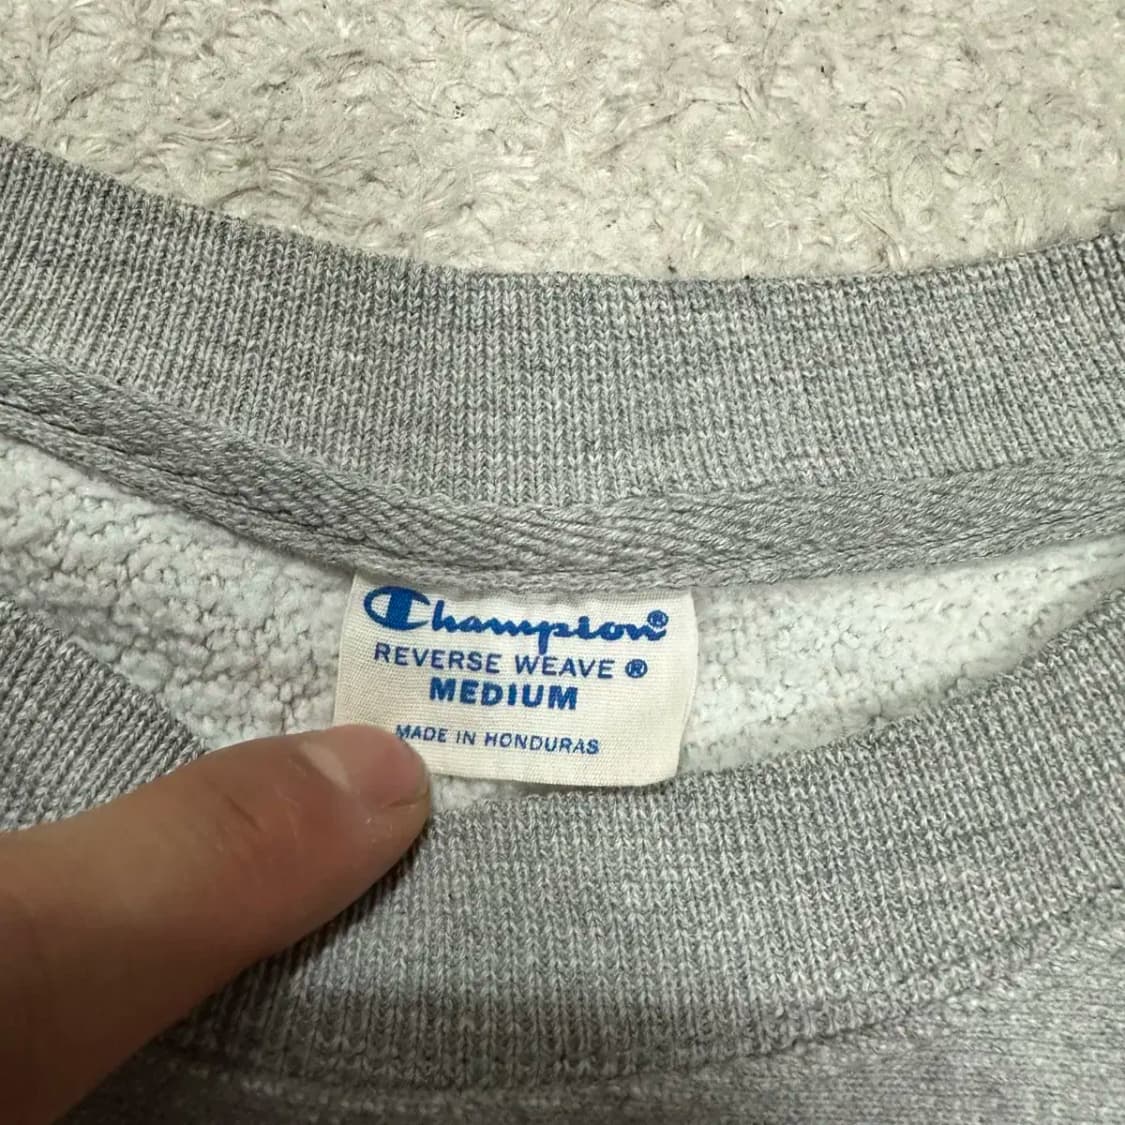 Champion®
REVERSE WEAVE ®
MEDIUM
MADE IN HONDURAS